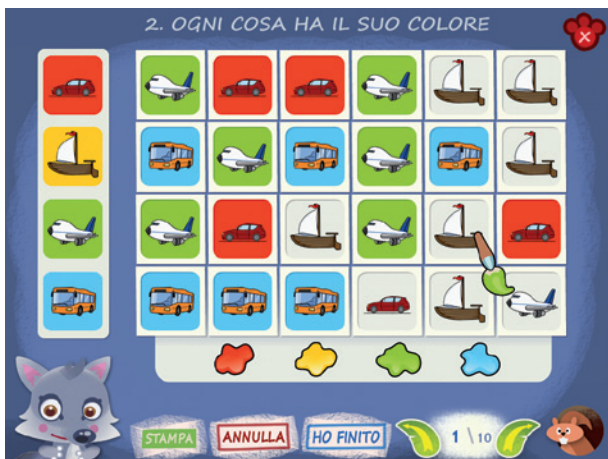 2. OGNI COSA HA IL SUO COLORE
STAMPA
ANNULLA
HO FINITO
1 \ 10